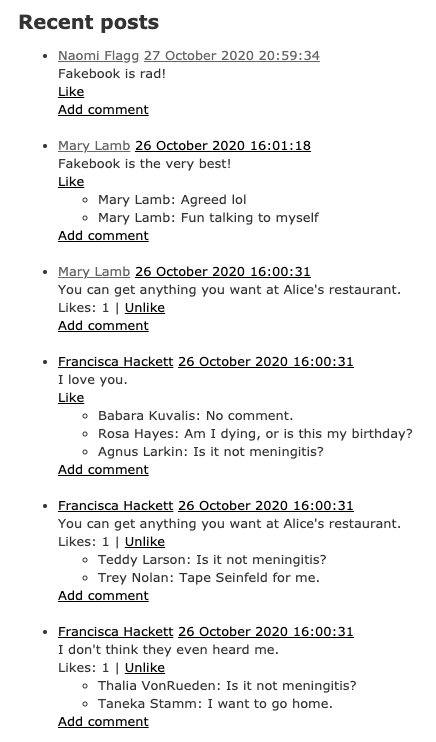 Recent posts
Naomi Flagg 27 October 2020 20:59:34
Fakebook is rad!
Like
Add comment
Mary Lamb 26 October 2020 16:01:18
Fakebook is the very best!
Like
Mary Lamb: Agreed lol
Mary Lamb: Fun talking to myself
Add comment
Mary Lamb 26 October 2020 16:00:31
You can get anything you want at Alice's restaurant.
Likes: 1 | Unlike
Add comment
Francisca Hackett 26 October 2020 16:00:31
I love you.
Like
Babara Kuvalis: No comment.
Rosa Hayes: Am I dying, or is this my birthday?
Agnus Larkin: Is it not meningitis?
Add comment
Francisca Hackett 26 October 2020 16:00:31
You can get anything you want at Alice's restaurant.
Likes: 1 | Unlike
Teddy Larson: Is it not meningitis?
Trey Nolan: Tape Seinfeld for me.
Add comment
Francisca Hackett 26 October 2020 16:00:31
I don't think they even heard me.
Likes: 1 | Unlike
Thalia VonRueden: Is it not meningitis?
Taneka Stamm: I want to go home.
Add comment